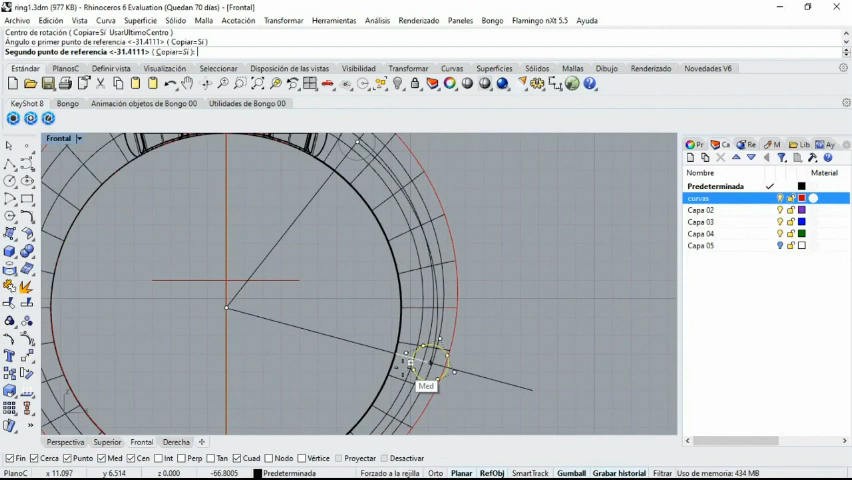 ring1.3dm (977 KB) - Rhinoceros 6 Evaluation (Quedan 70 días) - [Frontal]
Archivo Edición Vista Curva Superficie Sólido Malla Acotación Transformar Herramientas Análisis Renderizado Paneles Bongo Flamingo nXt 5.5 Ayuda
Centro de rotación ( Copiar=Sí UsarÚltimoCentro )
Ángulo o primer punto de referencia <-31.4111> ( Copiar=Sí )
Segundo punto de referencia <-31.4111> ( Copiar=Sí ):
Estándar PlanosC Definir vista Visualización Seleccionar Disposición de las vistas Visibilidad Transformar Curvas Superficies Sólidos Mallas Dibujo Renderizado Novedades V6
KeyShot 8 Bongo Animación objetos de Bongo 00 Utilidades de Bongo 00
Frontal
Pr Ca Re M Lib Ay
Nombre Material
Predeterminada
curvas
Capa 02
Capa 03
Capa 04
Capa 05
Med
z
x
Perspectiva Superior Frontal Derecha
Fin Cerca Punto Med Cen Int Perp Tan Cuad Nodo Vértice Proyectar Desactivar
PlanoC x 11.097 y 6.514 z 0.000 -66.8005 Predeterminada Forzado a la rejilla Orto Planar RefObj SmartTrack Gumball Grabar historial Filtrar Uso de memoria: 434 MB